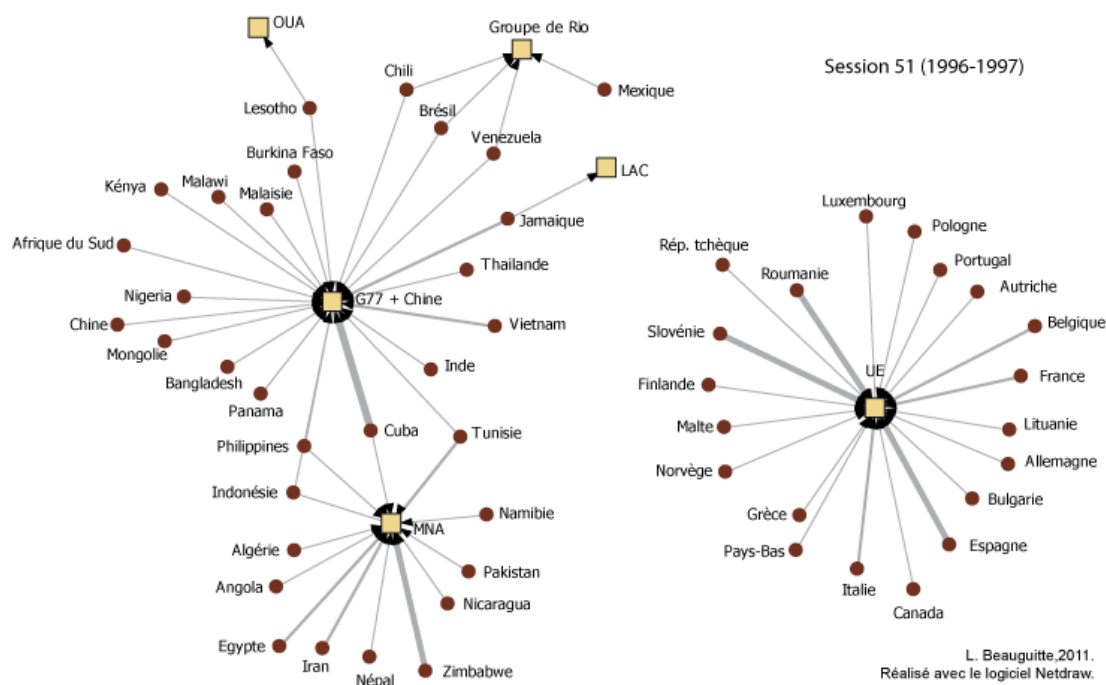 OUA
Groupe de Rio
Session 51 (1996-1997)
Chili
Mexique
Lesotho
Brésil
Venezuela
Burkina Faso
LAC
Kénya
Malawi
Malaisie
Jamaique
Afrique du Sud
Thailande
Nigeria
G77 + Chine
Chine
Vietnam
Mongolie
Inde
Bangladesh
Panama
Philippines
Cuba
Tunisie
Indonésie
MNA
Namibie
Algérie
Pakistan
Angola
Nicaragua
Egypte
Iran
Népal
Zimbabwe
Luxembourg
Pologne
Rép. tchèque
Portugal
Roumanie
Autriche
Slovénie
Belgique
UE
France
Finlande
Malte
Lituanie
Norvège
Allemagne
Bulgarie
Grèce
Pays-Bas
Espagne
Italie
Canada
L. Beauguitte,2011.
Réalisé avec le logiciel Netdraw.